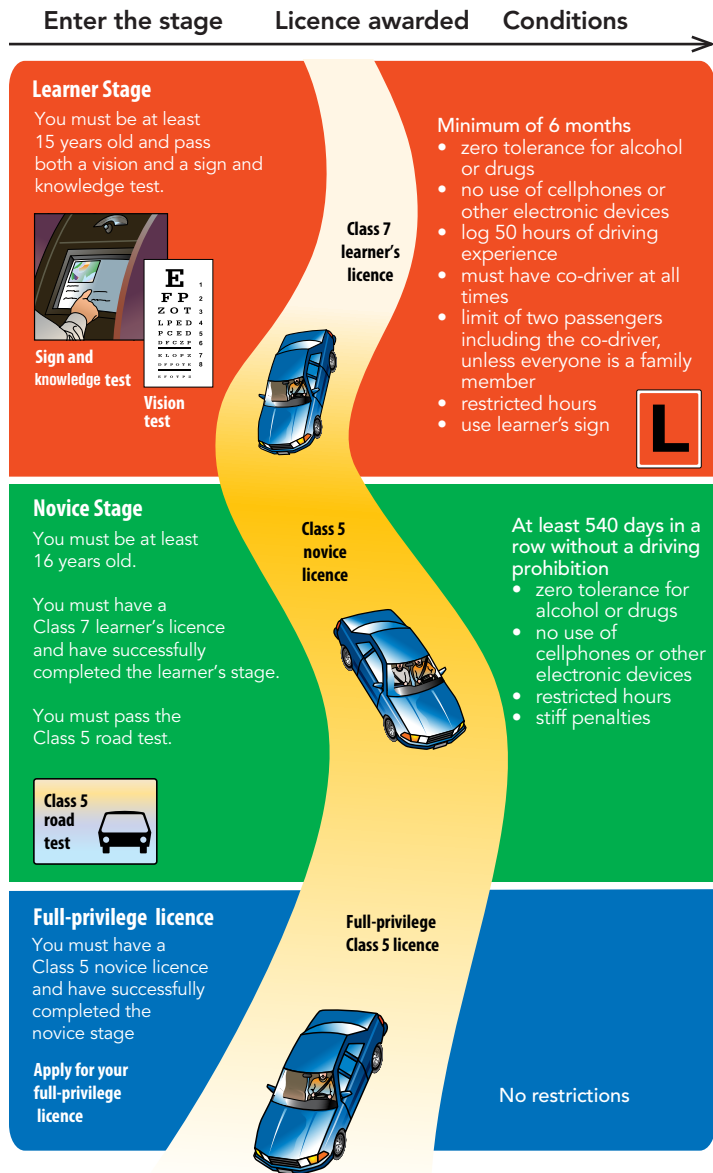 Enter the stage
Licence awarded
Conditions
Learner Stage
You must be at least
15 years old and pass
both a vision and a sign and
knowledge test.
Sign and
knowledge test
E 1
F P 2
Z O T 3
L P E D 4
P C E D 5
D F C Z P 6
E L O P Z 7
D F P O T E 8
Vision
test
Class 7
learner's
licence
Minimum of 6 months
• zero tolerance for alcohol
or drugs
• no use of cellphones or
other electronic devices
• log 50 hours of driving
experience
• must have co-driver at all
times
• limit of two passengers
including the co-driver,
unless everyone is a family
member
• restricted hours
• use learner's sign
L
Novice Stage
You must be at least
16 years old.
You must have a
Class 7 learner's licence
and have successfully
completed the learner's stage.
You must pass the
Class 5 road test.
Class 5
road
test
Class 5
novice
licence
At least 540 days in a
row without a driving
prohibition
• zero tolerance for
alcohol or drugs
• no use of
cellphones or other
electronic devices
• restricted hours
• stiff penalties
Full-privilege licence
You must have a
Class 5 novice licence
and have successfully
completed the
novice stage
Apply for your
full-privilege
licence
Full-privilege
Class 5 licence
No restrictions